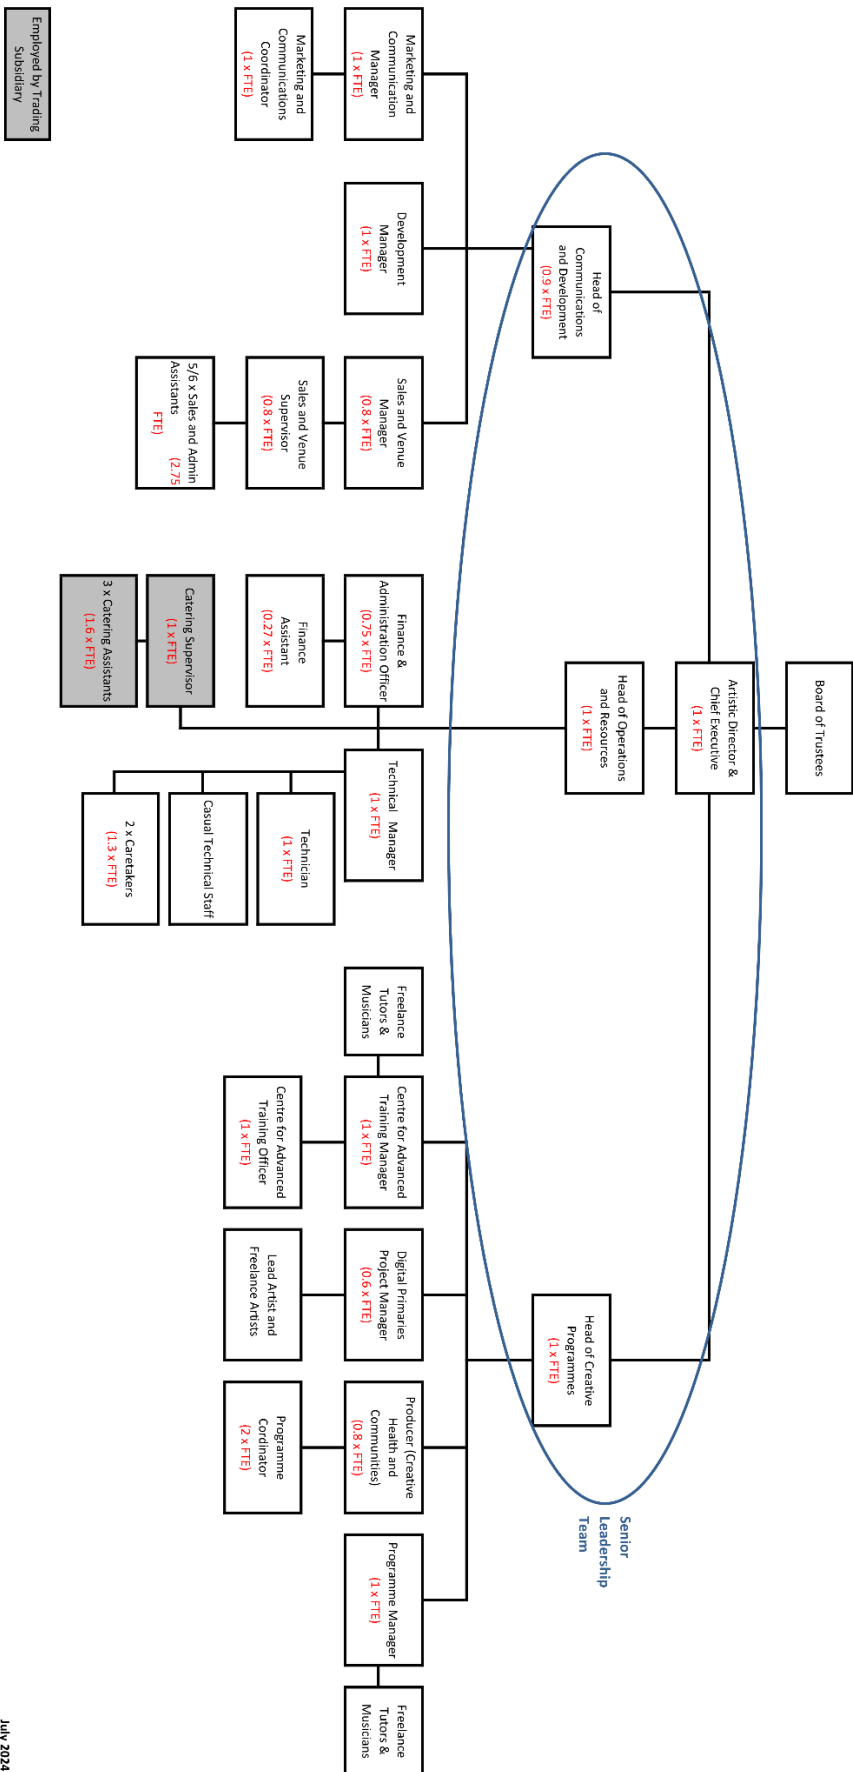 Board of Trustees
Artistic Director &
Chief Executive
(1 x FTE)
Head of
Communications
and Development
(0.9 x FTE)
Head of Operations
and Resources
(1 x FTE)
Head of Creative
Programmes
(1 x FTE)
Senior
Leadership
Team
Marketing and
Communication
Manager
(1 x FTE)
Development
Manager
(1 x FTE)
Sales and Venue
Manager
(0.8 x FTE)
Finance &
Administration Officer
(0.75 x FTE)
Technical Manager
(1 x FTE)
Freelance
Tutors &
Musicians
Centre for Advanced
Training Manager
(1 x FTE)
Digital Primaries
Project Manager
(0.6 x FTE)
Producer (Creative
Health and
Communities)
(0.8 x FTE)
Programme Manager
(1 x FTE)
Freelance
Tutors &
Musicians
Marketing and
Communications
Coordinator
(1 x FTE)
Sales and Venue
Supervisor
(0.8 x FTE)
Finance
Assistant
(0.27 x FTE)
Technician
(1 x FTE)
Centre for Advanced
Training Officer
(1 x FTE)
Lead Artist and
Freelance Artists
Programme
Cordinator
(2 x FTE)
5/6 x Sales and Admin
Assistants (2.75
FTE)
Catering Supervisor
(1 x FTE)
Casual Technical Staff
3 x Catering Assistants
(1.6 x FTE)
2 x Caretakers
(1.3 x FTE)
Employed by Trading
Subsidiary
July 2024